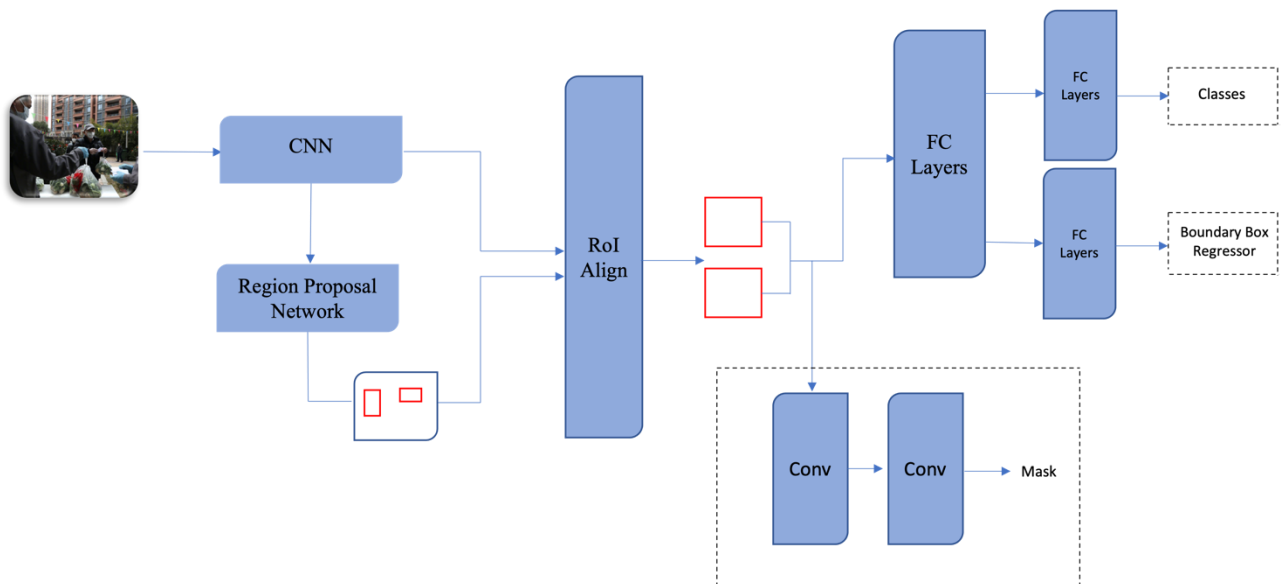 CNN
Region Proposal
Network
RoI
Align
FC
Layers
FC
Layers
Classes
FC
Layers
Boundary Box
Regressor
Conv
Conv
Mask